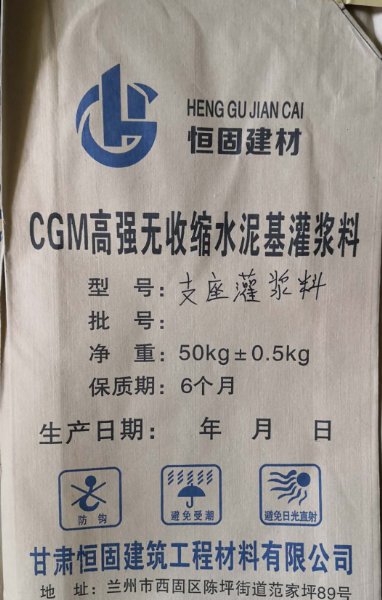 HENG GU JIAN CAI
恒固建材
CGM高强无收缩水泥基灌浆料
型 号：支座灌浆料
批 号：
净 重：50kg±0.5kg
保质期：6个月
生产日期： 年 月 日
防钩 避免受潮 避免日光直射
甘肃恒固建筑工程材料有限公司
地 址：兰州市西固区陈坪街道范家坪89号